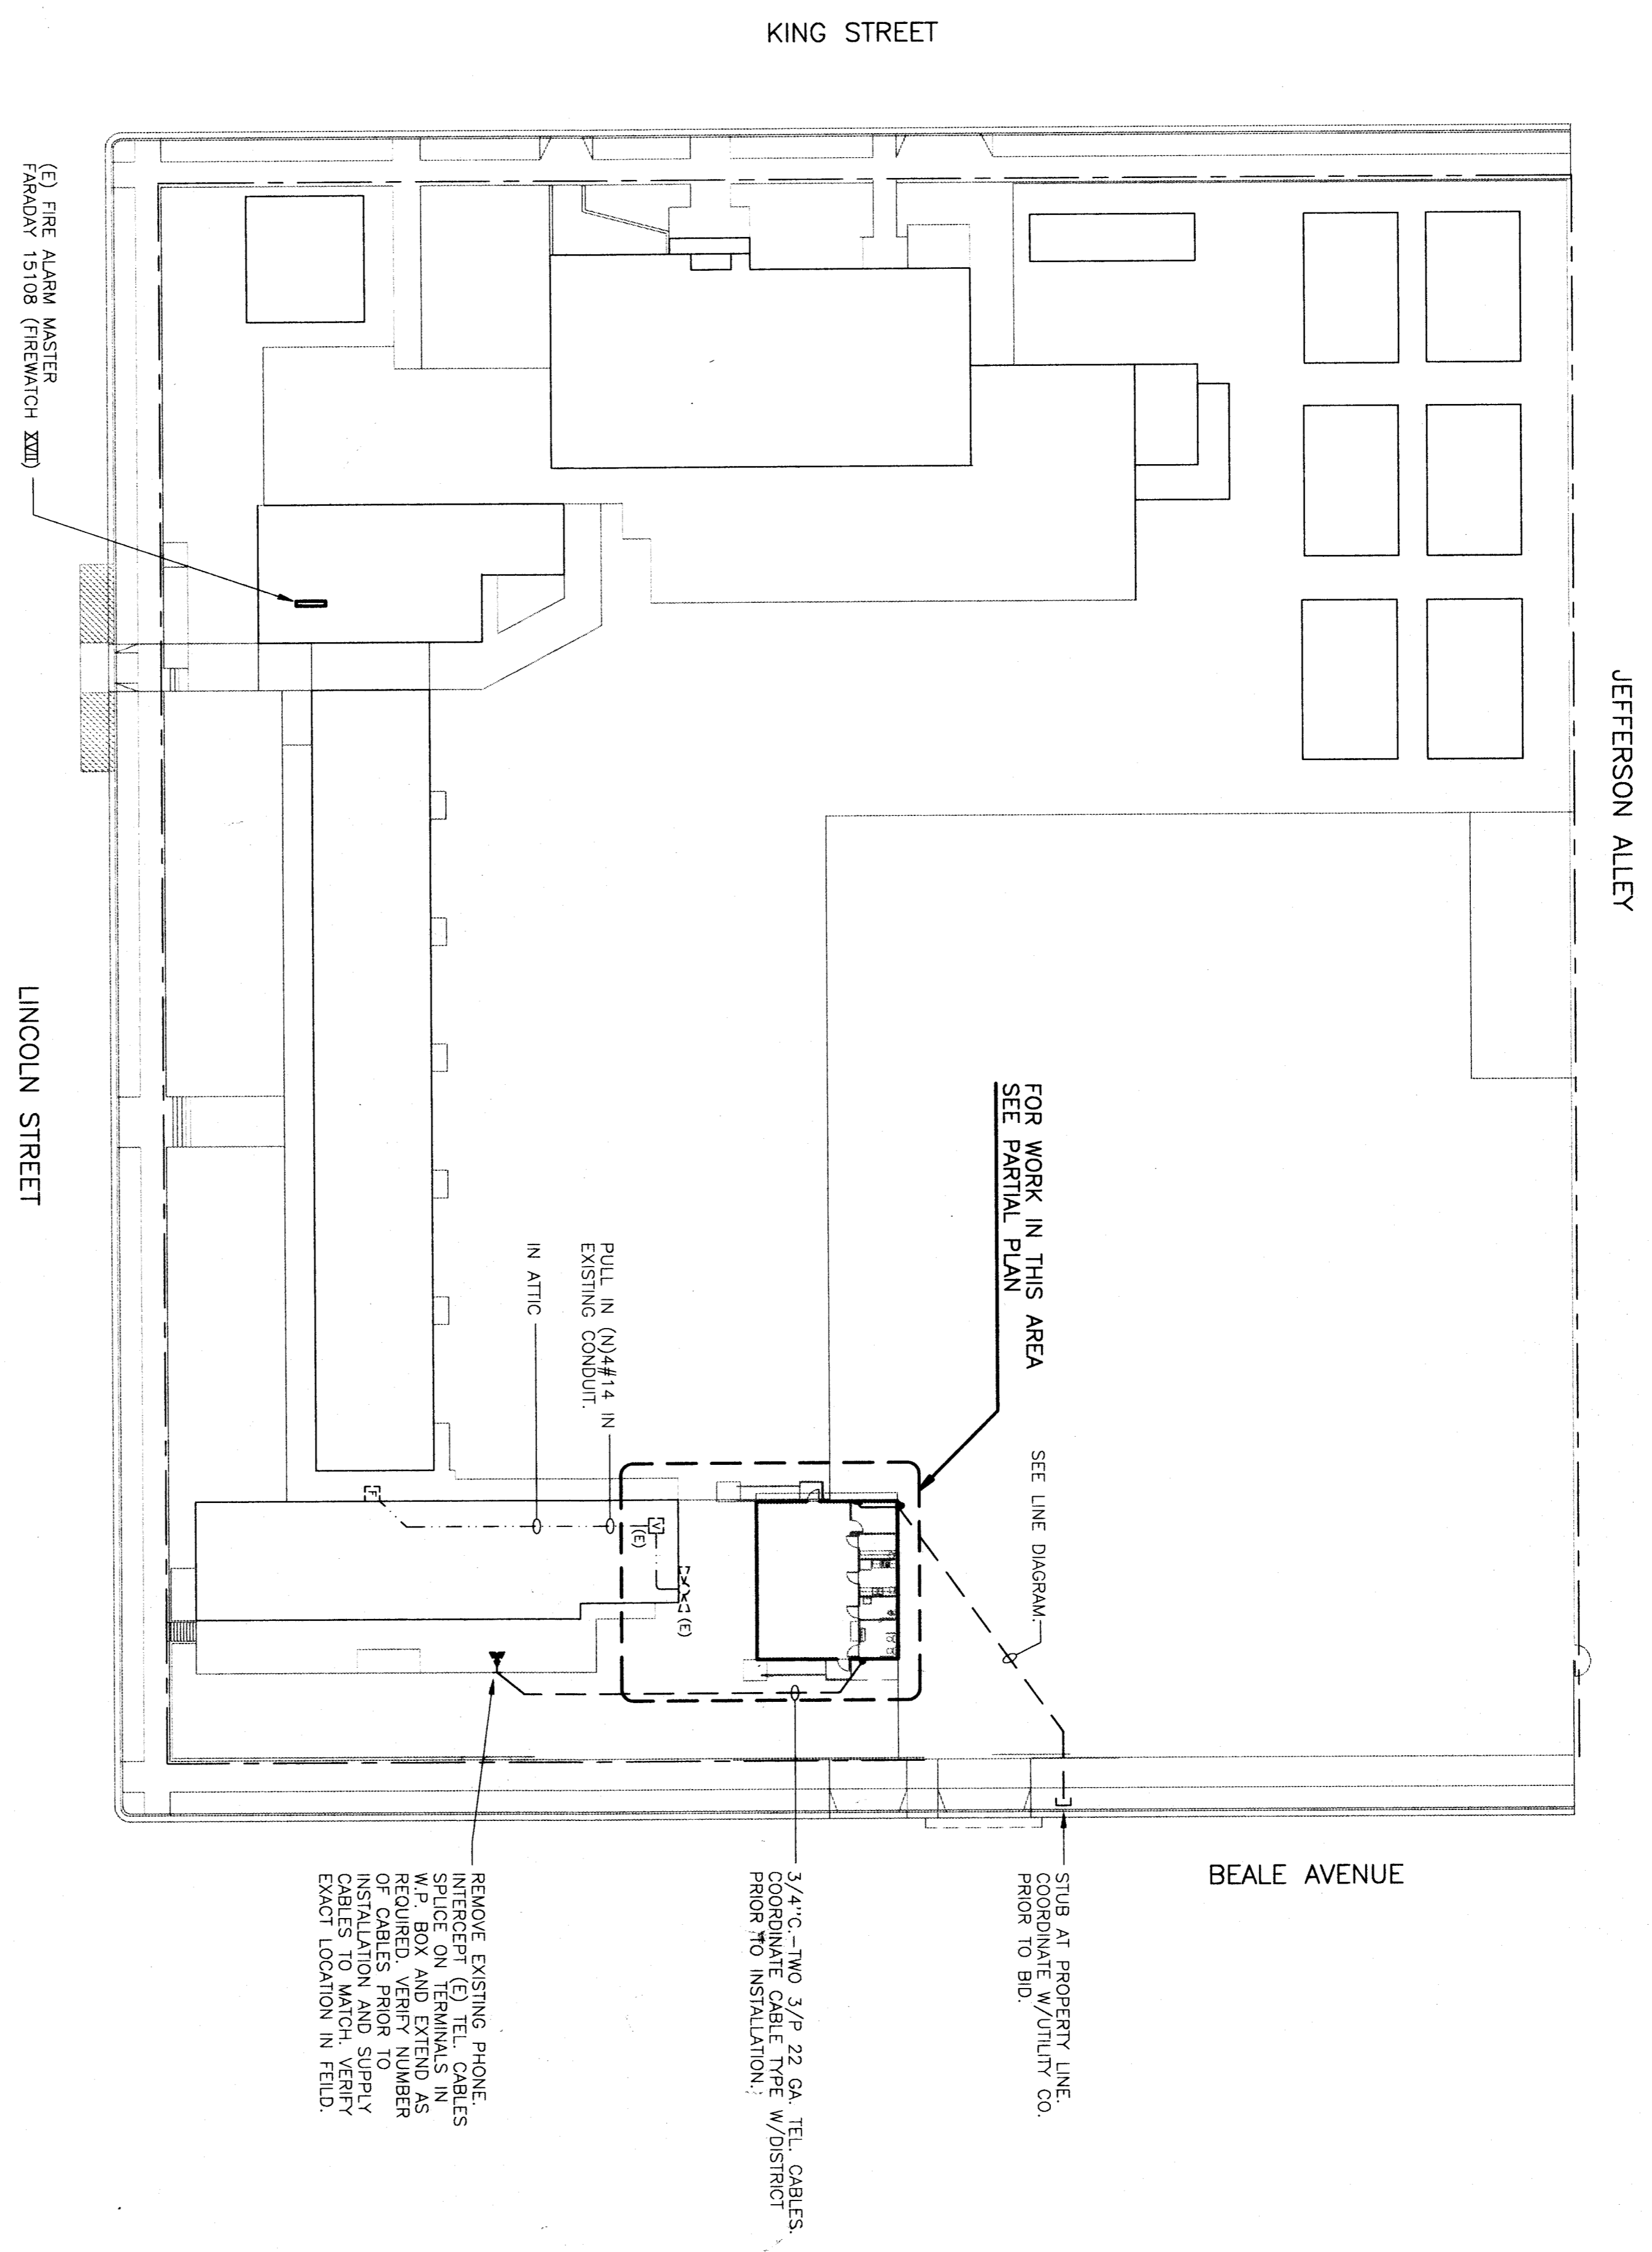 KING STREET
(E) FIRE ALARM MASTER
FARADAY 15108 (FIREWATCH XVII)
JEFFERSON ALLEY
LINCOLN STREET
FOR WORK IN THIS AREA
SEE PARTIAL PLAN
PULL IN (N)4#14 IN
EXISTING CONDUIT.
IN ATTIC
SEE LINE DIAGRAM.
F
V
(E)
(E)
BEALE AVENUE
STUB AT PROPERTY LINE.
COORDINATE W/UTILITY CO.
PRIOR TO BID.
3/4"C.-TWO 3/P 22 GA. TEL. CABLES.
COORDINATE CABLE TYPE W/DISTRICT
PRIOR TO INSTALLATION.
REMOVE EXISTING PHONE.
INTERCEPT (E) TEL. CABLES
SPLICE ON TERMINALS IN
W.P. BOX AND EXTEND AS
REQUIRED. VERIFY NUMBER
OF CABLES PRIOR TO
INSTALLATION AND SUPPLY
CABLES TO MATCH. VERIFY
EXACT LOCATION IN FEILD.